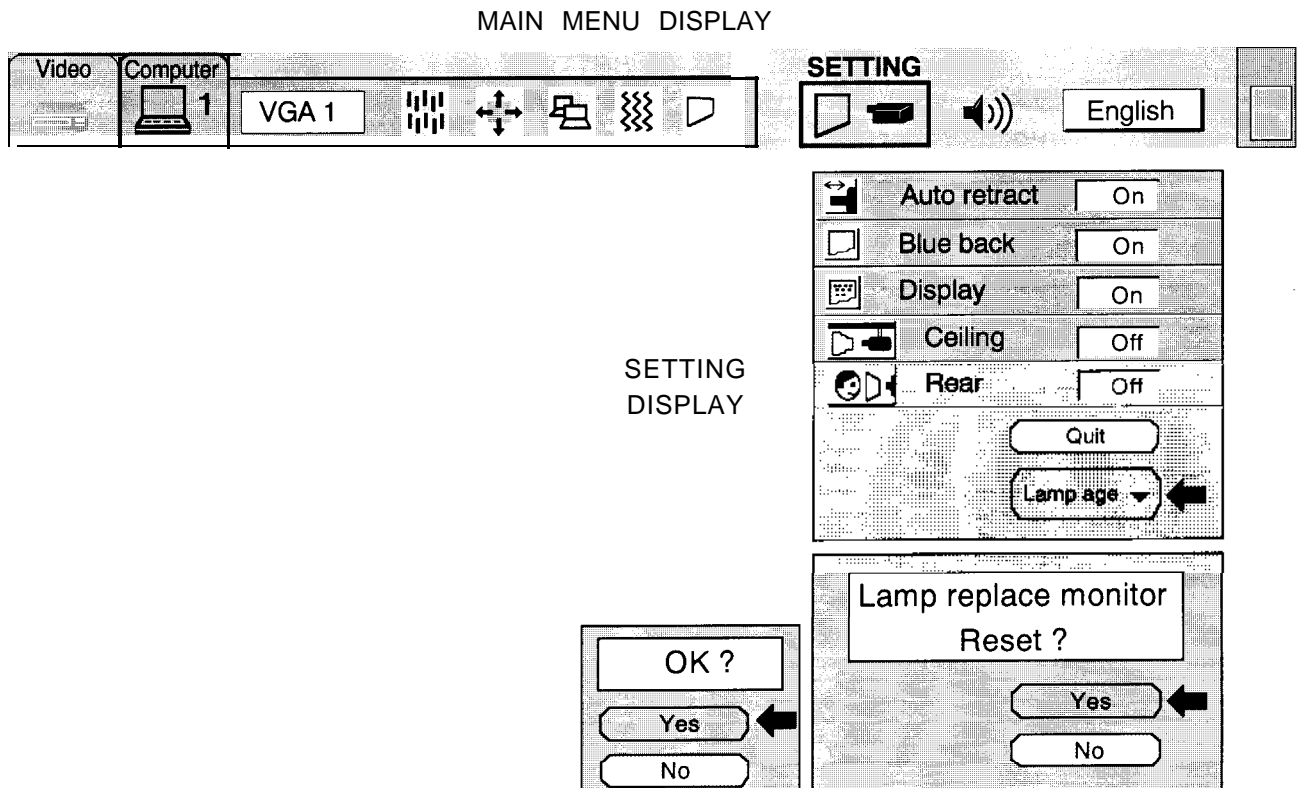 MAIN MENU DISPLAY
Video
Computer
1
VGA 1
SETTING
English
Auto retract On
Blue back On
Display On
Ceiling Off
SETTING
DISPLAY
Rear Off
Quit
Lamp age
Lamp replace monitor
Reset ?
OK ?
Yes
No
Yes
No